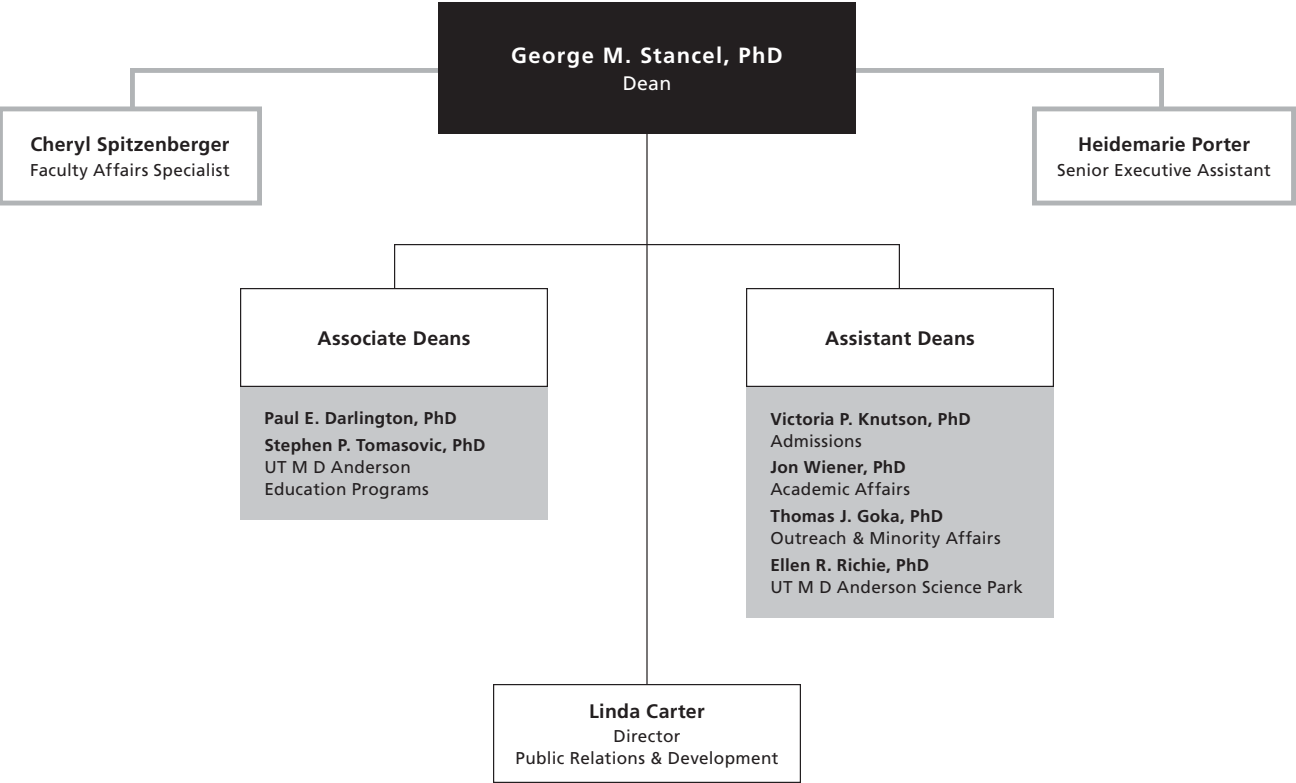 George M. Stancel, PhD
Dean
Cheryl Spitzenberger
Faculty Affairs Specialist
Heidemarie Porter
Senior Executive Assistant
Associate Deans
Paul E. Darlington, PhD
Stephen P. Tomasovic, PhD
UT M D Anderson
Education Programs
Assistant Deans
Victoria P. Knutson, PhD
Admissions
Jon Wiener, PhD
Academic Affairs
Thomas J. Goka, PhD
Outreach & Minority Affairs
Ellen R. Richie, PhD
UT M D Anderson Science Park
Linda Carter
Director
Public Relations & Development